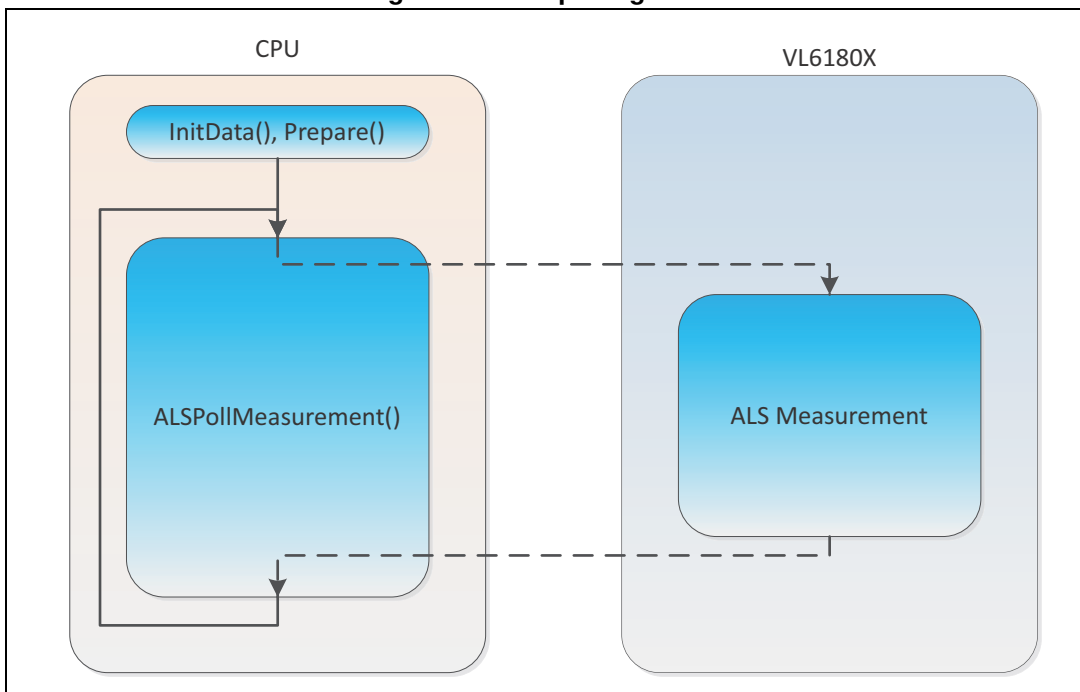 CPU
VL6180X
InitData(), Prepare()
ALSPollMeasurement()
ALS Measurement